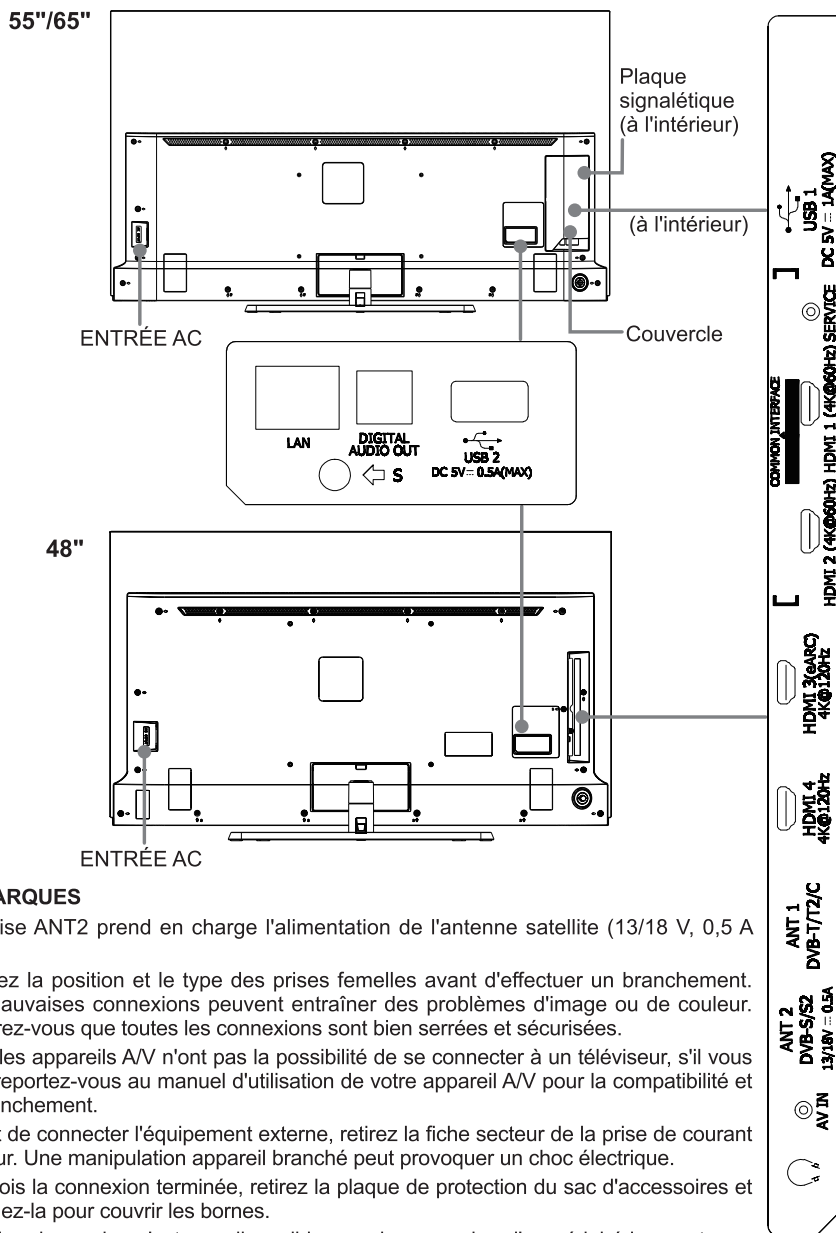 55"/65"
Plaque
signalétique
(à l'intérieur)
(à l'intérieur)
ENTRÉE AC
Couvercle
LAN
DIGITAL
AUDIO OUT
S
USB 2
DC 5V⎓ 0.5A(MAX)
48"
ENTRÉE AC
USB 1
DC 5V ⎓ 1A(MAX)
SERVICE
COMMON INTERFACE
HDMI 1 (4K@60Hz)
HDMI 2 (4K@60Hz)
HDMI 3(eARC)
4K@120Hz
HDMI 4
4K@120Hz
ANT 1
DVB-T/T2/C
ANT 2
DVB-S/S2
13/18V ⎓ 0.5A
AV IN
ARQUES
ise ANT2 prend en charge l'alimentation de l'antenne satellite (13/18 V, 0,5 A
ez la position et le type des prises femelles avant d'effectuer un branchement.
auvaises connexions peuvent entraîner des problèmes d'image ou de couleur.
rez-vous que toutes les connexions sont bien serrées et sécurisées.
les appareils A/V n'ont pas la possibilité de se connecter à un téléviseur, s'il vous
reportez-vous au manuel d'utilisation de votre appareil A/V pour la compatibilité et
nchement.
t de connecter l'équipement externe, retirez la fiche secteur de la prise de courant
ur. Une manipulation appareil branché peut provoquer un choc électrique.
ois la connexion terminée, retirez la plaque de protection du sac d'accessoires et
ez-la pour couvrir les bornes.